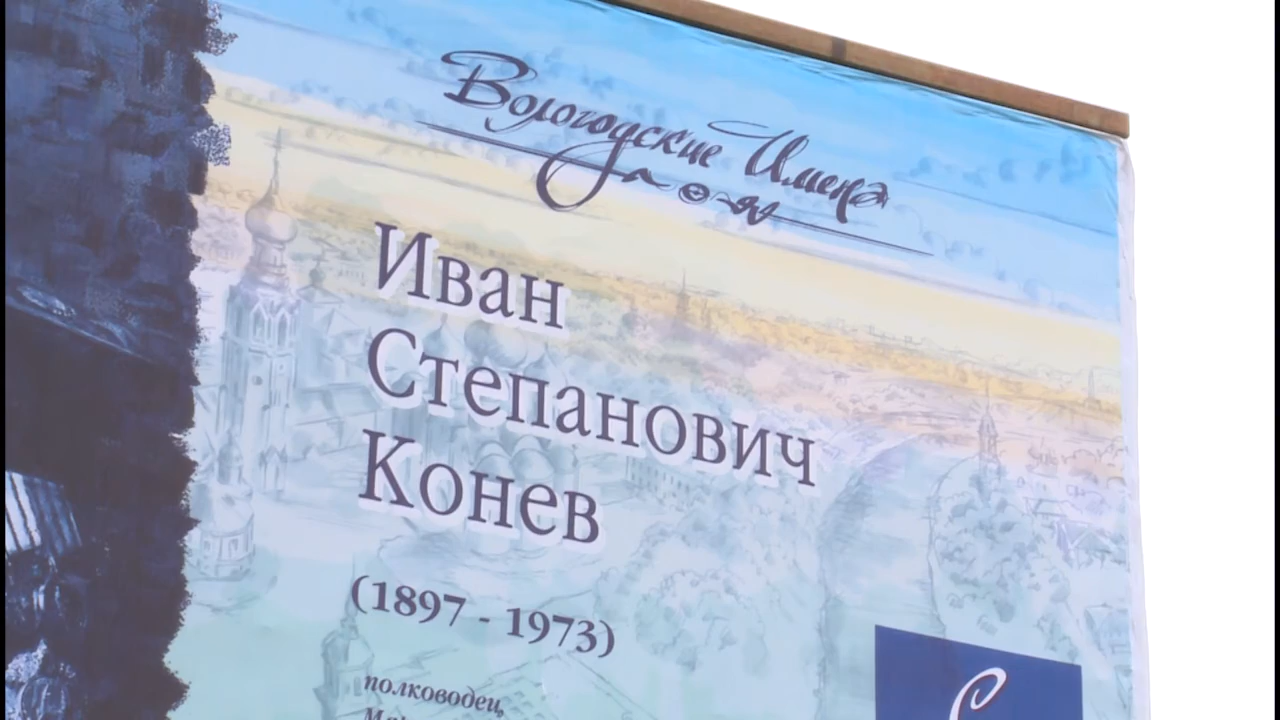 Вологодские Имена
Иван
Степанович
Конев
(1897 - 1973)
полководец,